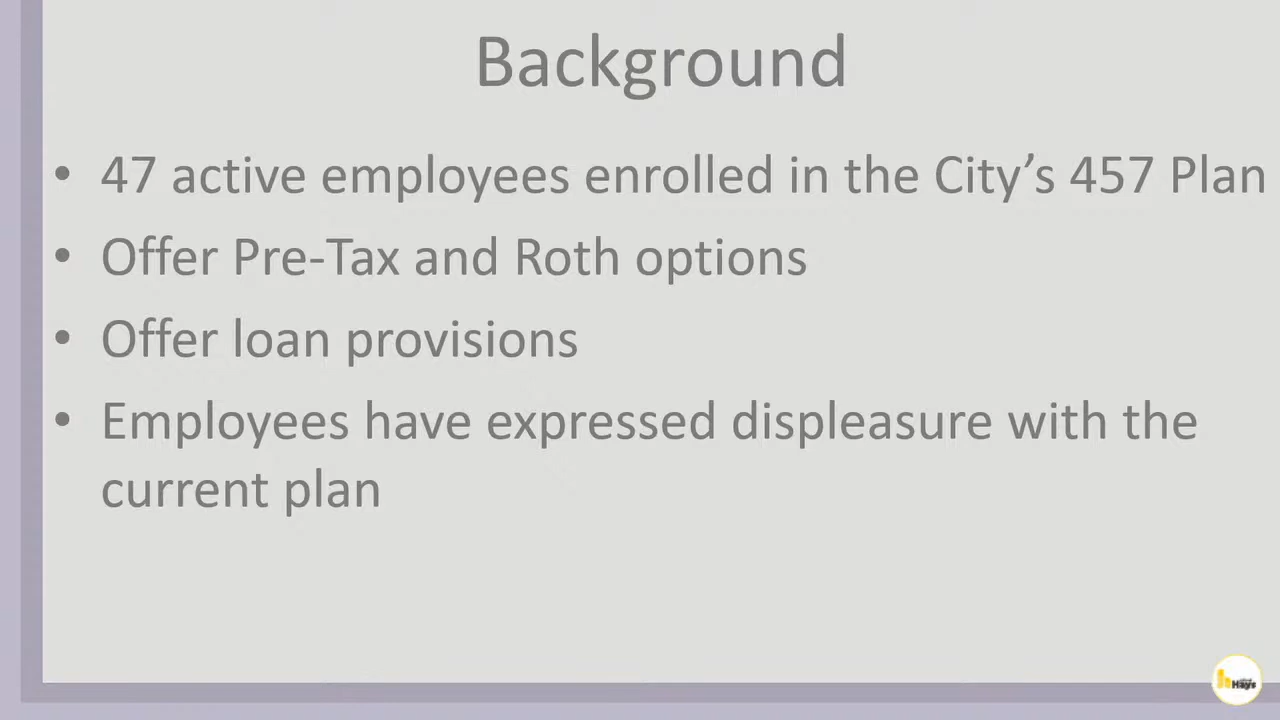 Background
• 47 active employees enrolled in the City’s 457 Plan
• Offer Pre-Tax and Roth options
• Offer loan provisions
• Employees have expressed displeasure with the
current plan
Hays